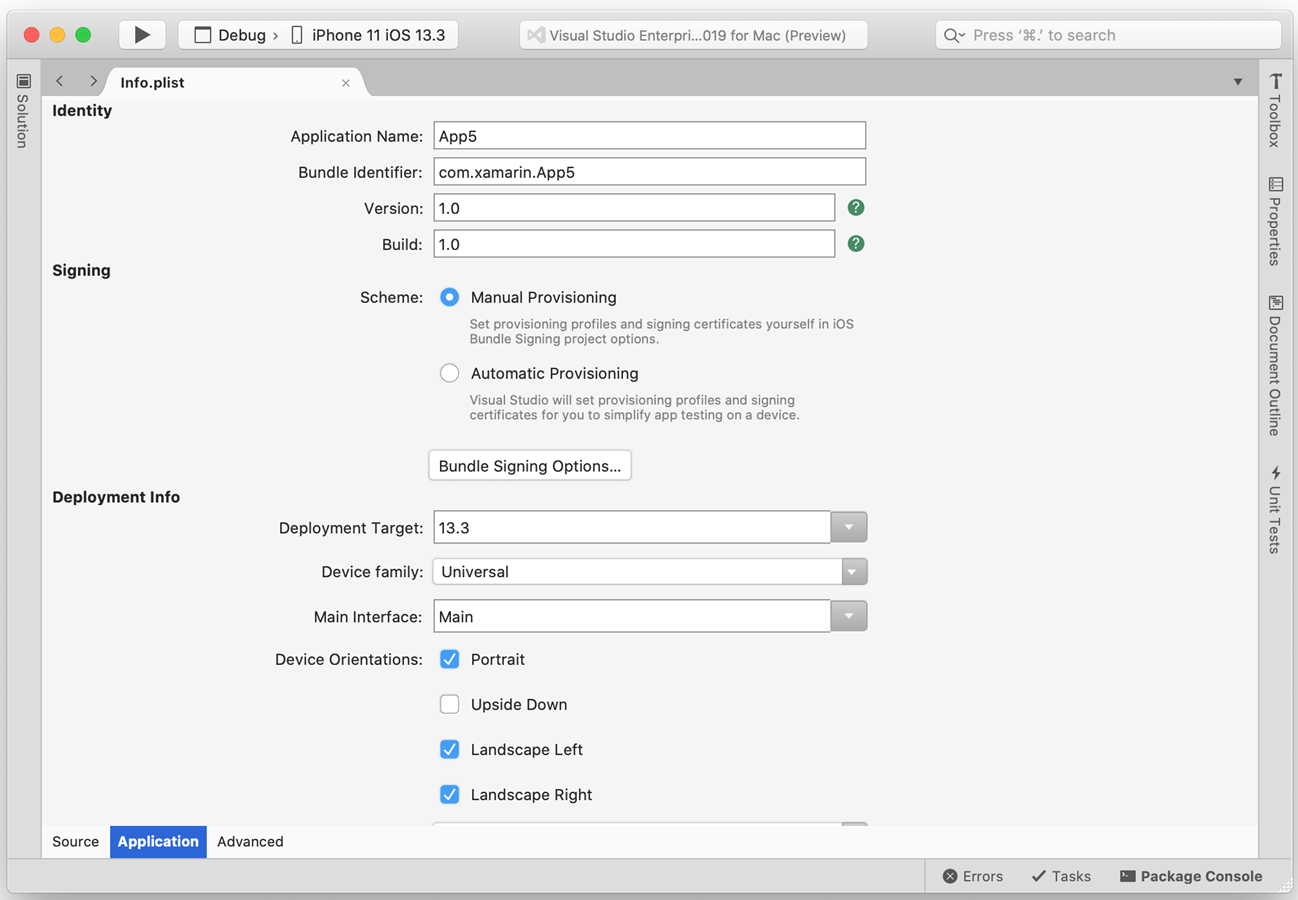 Debug › iPhone 11 iOS 13.3
Visual Studio Enterpri...019 for Mac (Preview)
Press ‘⌘.’ to search
Solution
Info.plist
Toolbox
Properties
Document Outline
Unit Tests
Identity
Application Name: App5
Bundle Identifier: com.xamarin.App5
Version: 1.0 ?
Build: 1.0 ?
Signing
Scheme: Manual Provisioning
Set provisioning profiles and signing certificates yourself in iOS
Bundle Signing project options.
Automatic Provisioning
Visual Studio will set provisioning profiles and signing
certificates for you to simplify app testing on a device.
Bundle Signing Options...
Deployment Info
Deployment Target: 13.3
Device family: Universal
Main Interface: Main
Device Orientations: Portrait
Upside Down
Landscape Left
Landscape Right
Source Application Advanced
Errors Tasks Package Console